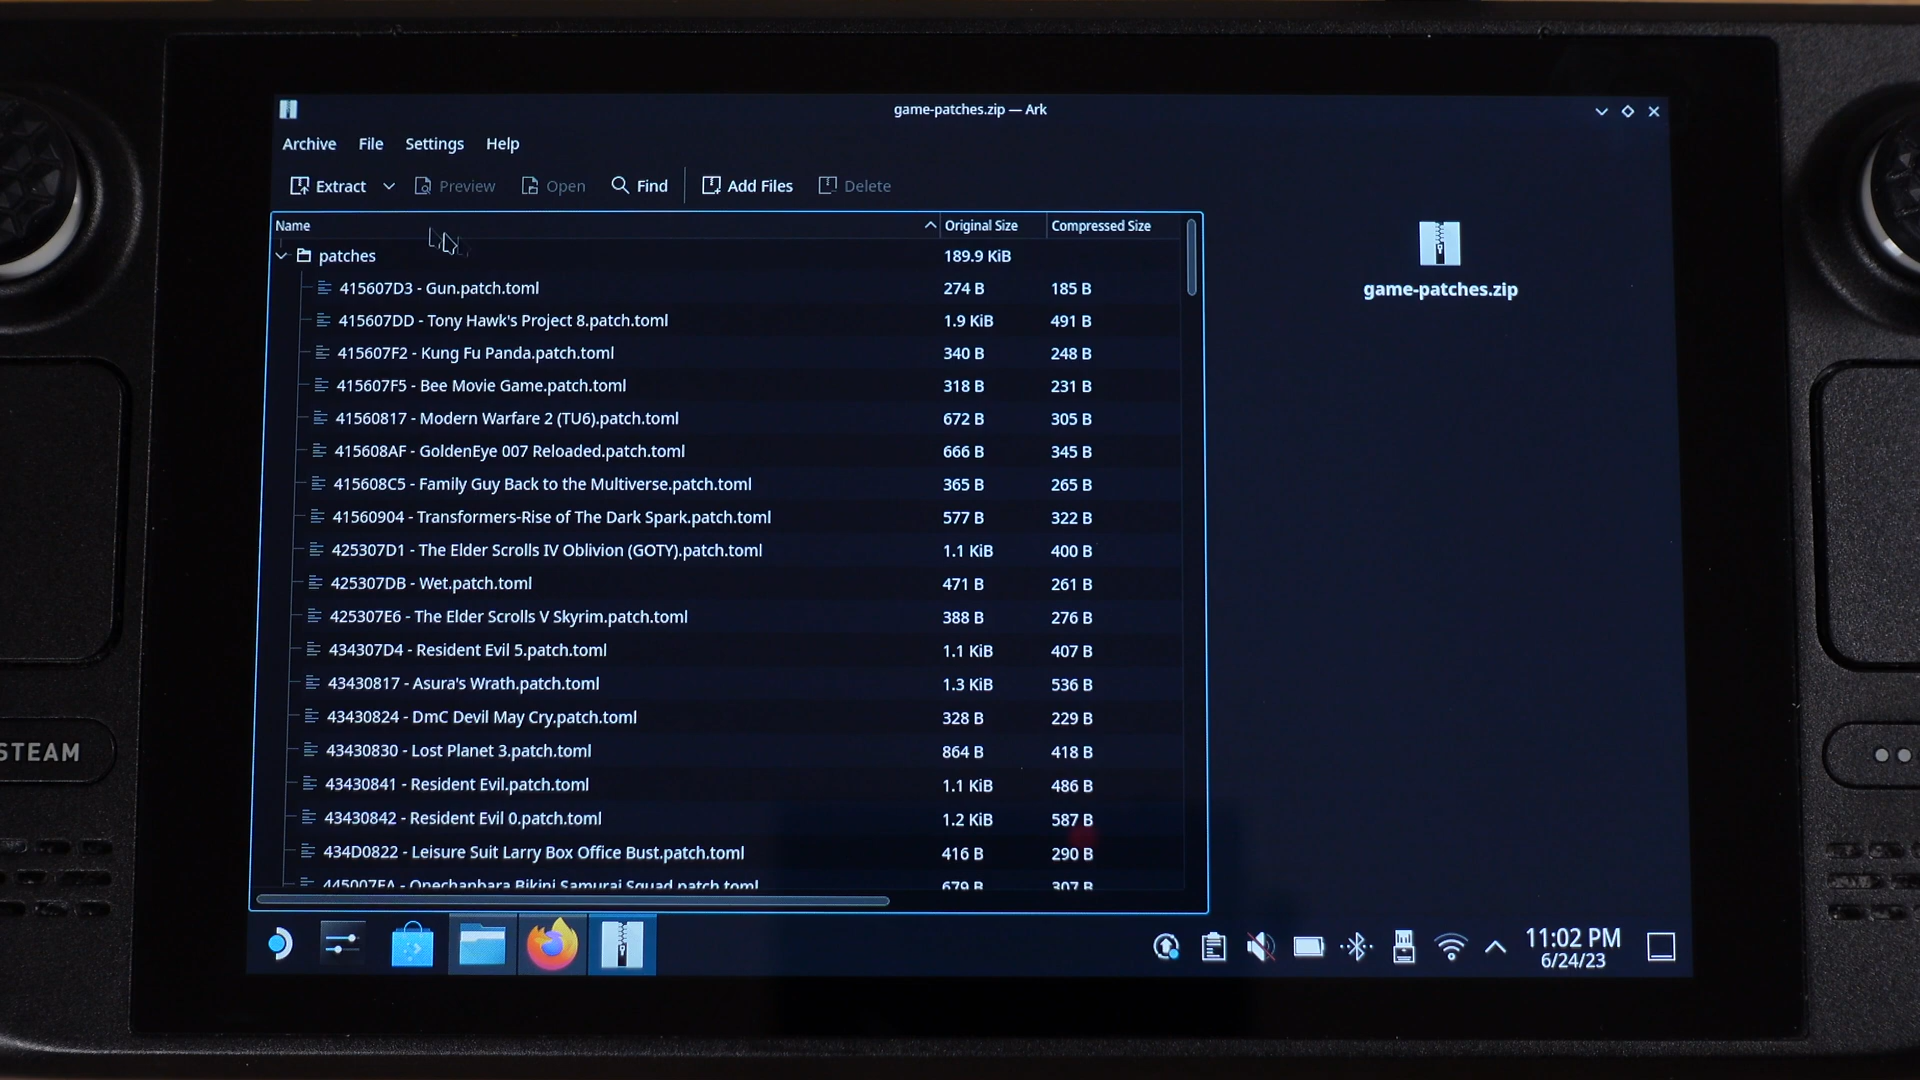 game-patches.zip — Ark
Archive File Settings Help
Extract Preview Open Find Add Files Delete
Name Original Size Compressed Size
patches 189.9 KiB
415607D3 - Gun.patch.toml 274 B 185 B
415607DD - Tony Hawk's Project 8.patch.toml 1.9 KiB 491 B
415607F2 - Kung Fu Panda.patch.toml 340 B 248 B
415607F5 - Bee Movie Game.patch.toml 318 B 231 B
41560817 - Modern Warfare 2 (TU6).patch.toml 672 B 305 B
415608AF - GoldenEye 007 Reloaded.patch.toml 666 B 345 B
415608C5 - Family Guy Back to the Multiverse.patch.toml 365 B 265 B
41560904 - Transformers-Rise of The Dark Spark.patch.toml 577 B 322 B
425307D1 - The Elder Scrolls IV Oblivion (GOTY).patch.toml 1.1 KiB 400 B
425307DB - Wet.patch.toml 471 B 261 B
425307E6 - The Elder Scrolls V Skyrim.patch.toml 388 B 276 B
434307D4 - Resident Evil 5.patch.toml 1.1 KiB 407 B
43430817 - Asura's Wrath.patch.toml 1.3 KiB 536 B
43430824 - DmC Devil May Cry.patch.toml 328 B 229 B
43430830 - Lost Planet 3.patch.toml 864 B 418 B
43430841 - Resident Evil.patch.toml 1.1 KiB 486 B
43430842 - Resident Evil 0.patch.toml 1.2 KiB 587 B
434D0822 - Leisure Suit Larry Box Office Bust.patch.toml 416 B 290 B
445007EA - Onechanbara Bikini Samurai Squad.patch.toml 679 B 307 B
game-patches.zip
STEAM
11:02 PM
6/24/23